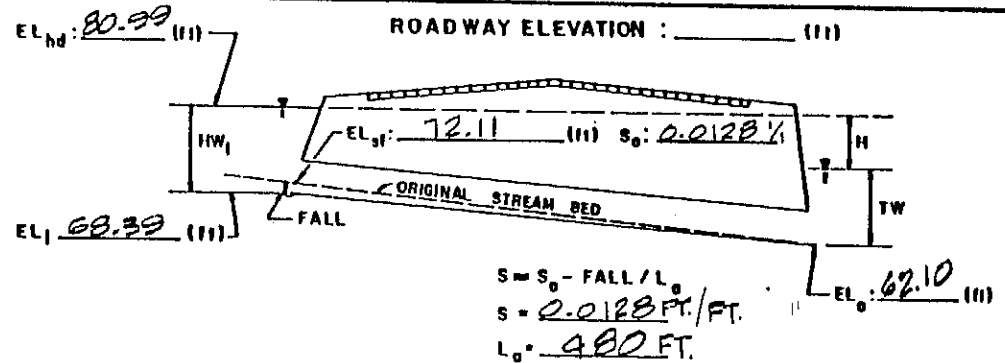 EL_hd: 80.99 (ft)
ROADWAY ELEVATION : ______ (ft)
EL_sf: 72.11 (ft) S_o: 0.0128 '/1
H
HW_i
ORIGINAL STREAM BED
FALL
TW
EL_i 68.39 (ft)
S = S_o - FALL / L_a
EL_o: 62.10 (ft)
S = 0.0128 FT./FT.
L_a = 480 FT.